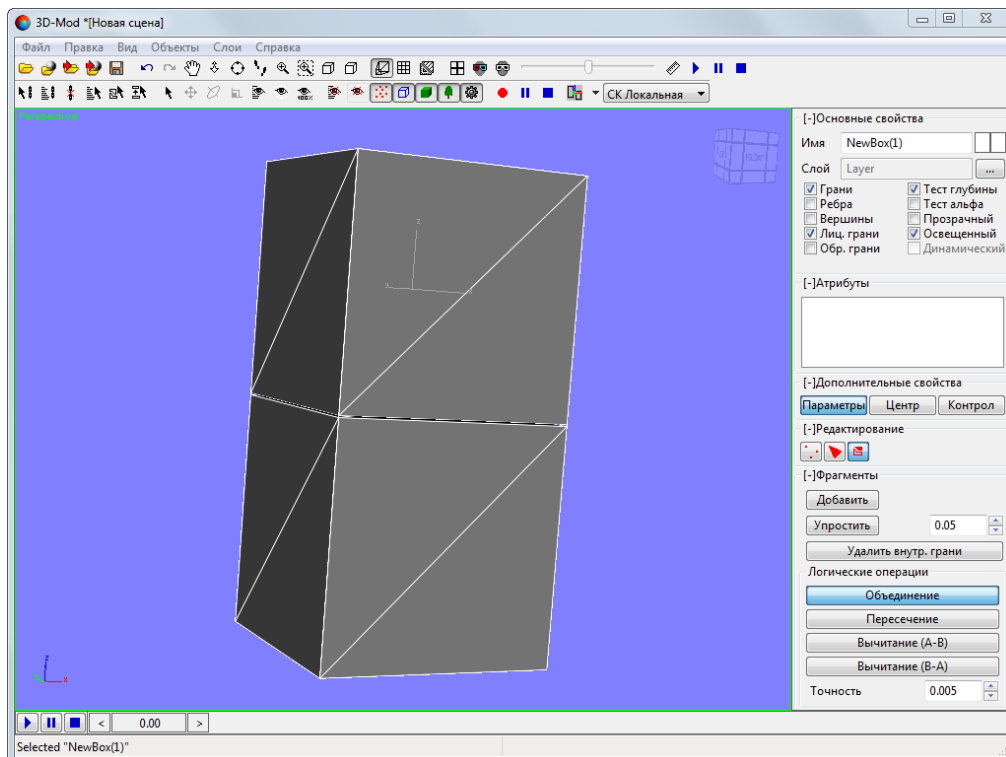 3D-Mod *[Новая сцена]
Файл Правка Вид Объекты Слои Справка
СК Локальная
Perspective
[-]Основные свойства
Имя NewBox(1)
Слой Layer ...
Грани Тест глубины
Ребра Тест альфа
Вершины Прозрачный
Лиц. грани Освещенный
Обр. грани Динамический
[-]Атрибуты
[-]Дополнительные свойства
Параметры Центр Контрол
[-]Редактирование
[-]Фрагменты
Добавить
Упростить 0.05
Удалить внутр. грани
Логические операции
Объединение
Пересечение
Вычитание (A-B)
Вычитание (B-A)
Точность 0.005
< 0.00 >
Selected "NewBox(1)"